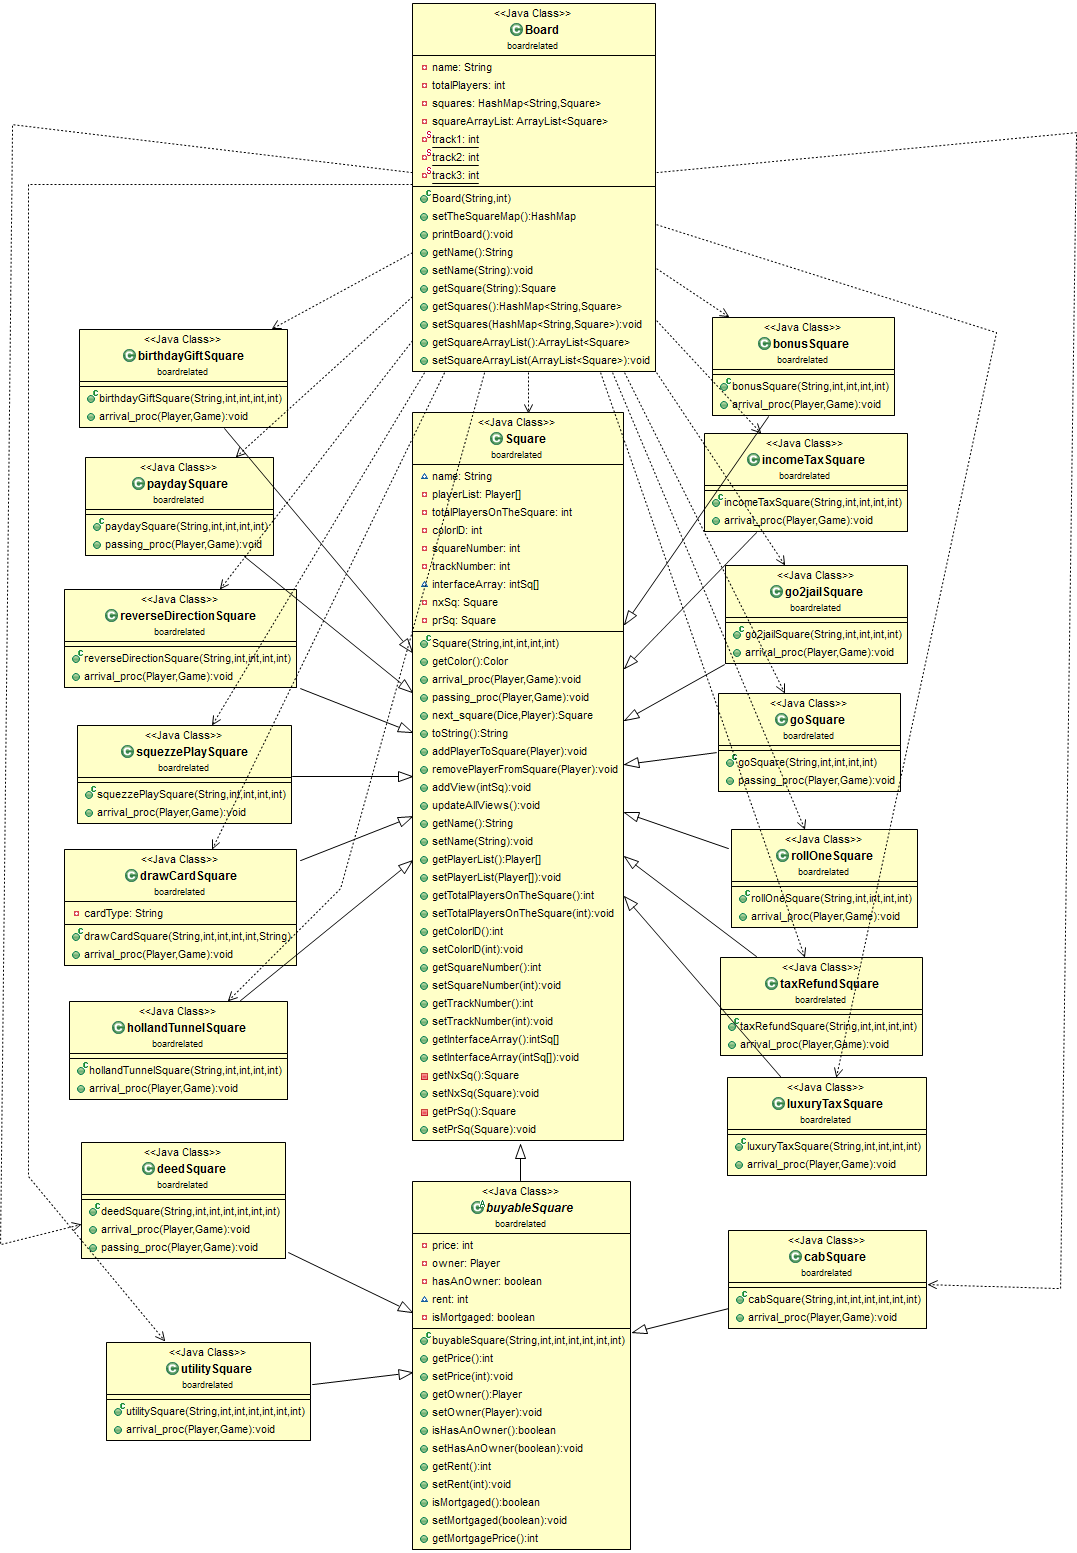 <<Java Class>>
Board
boardrelated
name: String
totalPlayers: int
squares: HashMap<String,Square>
squareArrayList: ArrayList<Square>
track1: int
track2: int
track3: int
Board(String,int)
setTheSquareMap():HashMap
printBoard():void
getName():String
setName(String):void
getSquare(String):Square
getSquares():HashMap<String,Square>
setSquares(HashMap<String,Square>):void
getSquareArrayList():ArrayList<Square>
setSquareArrayList(ArrayList<Square>):void
<<Java Class>>
birthdayGiftSquare
boardrelated
birthdayGiftSquare(String,int,int,int,int)
arrival_proc(Player,Game):void
<<Java Class>>
paydaySquare
boardrelated
paydaySquare(String,int,int,int,int)
passing_proc(Player,Game):void
<<Java Class>>
reverseDirectionSquare
boardrelated
reverseDirectionSquare(String,int,int,int,int)
arrival_proc(Player,Game):void
<<Java Class>>
squezzePlaySquare
boardrelated
squezzePlaySquare(String,int,int,int,int)
arrival_proc(Player,Game):void
<<Java Class>>
drawCardSquare
boardrelated
cardType: String
drawCardSquare(String,int,int,int,int,String)
arrival_proc(Player,Game):void
<<Java Class>>
hollandTunnelSquare
boardrelated
hollandTunnelSquare(String,int,int,int,int)
arrival_proc(Player,Game):void
<<Java Class>>
deedSquare
boardrelated
deedSquare(String,int,int,int,int,int,int)
arrival_proc(Player,Game):void
passing_proc(Player,Game):void
<<Java Class>>
utilitySquare
boardrelated
utilitySquare(String,int,int,int,int,int,int)
arrival_proc(Player,Game):void
<<Java Class>>
Square
boardrelated
name: String
playerList: Player[]
totalPlayersOnTheSquare: int
colorID: int
squareNumber: int
trackNumber: int
interfaceArray: intSq[]
nxSq: Square
prSq: Square
Square(String,int,int,int,int)
getColor():Color
arrival_proc(Player,Game):void
passing_proc(Player,Game):void
next_square(Dice,Player):Square
toString():String
addPlayerToSquare(Player):void
removePlayerFromSquare(Player):void
addView(intSq):void
updateAllViews():void
getName():String
setName(String):void
getPlayerList():Player[]
setPlayerList(Player[]):void
getTotalPlayersOnTheSquare():int
setTotalPlayersOnTheSquare(int):void
getColorID():int
setColorID(int):void
getSquareNumber():int
setSquareNumber(int):void
getTrackNumber():int
setTrackNumber(int):void
getInterfaceArray():intSq[]
setInterfaceArray(intSq[]):void
getNxSq():Square
setNxSq(Square):void
getPrSq():Square
setPrSq(Square):void
<<Java Class>>
buyableSquare
boardrelated
price: int
owner: Player
hasAnOwner: boolean
rent: int
isMortgaged: boolean
buyableSquare(String,int,int,int,int,int,int)
getPrice():int
setPrice(int):void
getOwner():Player
setOwner(Player):void
isHasAnOwner():boolean
setHasAnOwner(boolean):void
getRent():int
setRent(int):void
isMortgaged():boolean
setMortgaged(boolean):void
getMortgagePrice():int
<<Java Class>>
bonusSquare
boardrelated
bonusSquare(String,int,int,int,int)
arrival_proc(Player,Game):void
<<Java Class>>
incomeTaxSquare
boardrelated
incomeTaxSquare(String,int,int,int,int)
arrival_proc(Player,Game):void
<<Java Class>>
go2jailSquare
boardrelated
go2jailSquare(String,int,int,int,int)
arrival_proc(Player,Game):void
<<Java Class>>
goSquare
boardrelated
goSquare(String,int,int,int,int)
passing_proc(Player,Game):void
<<Java Class>>
rollOneSquare
boardrelated
rollOneSquare(String,int,int,int,int)
arrival_proc(Player,Game):void
<<Java Class>>
taxRefundSquare
boardrelated
taxRefundSquare(String,int,int,int,int)
arrival_proc(Player,Game):void
<<Java Class>>
luxuryTaxSquare
boardrelated
luxuryTaxSquare(String,int,int,int,int)
arrival_proc(Player,Game):void
<<Java Class>>
cabSquare
boardrelated
cabSquare(String,int,int,int,int,int,int)
arrival_proc(Player,Game):void